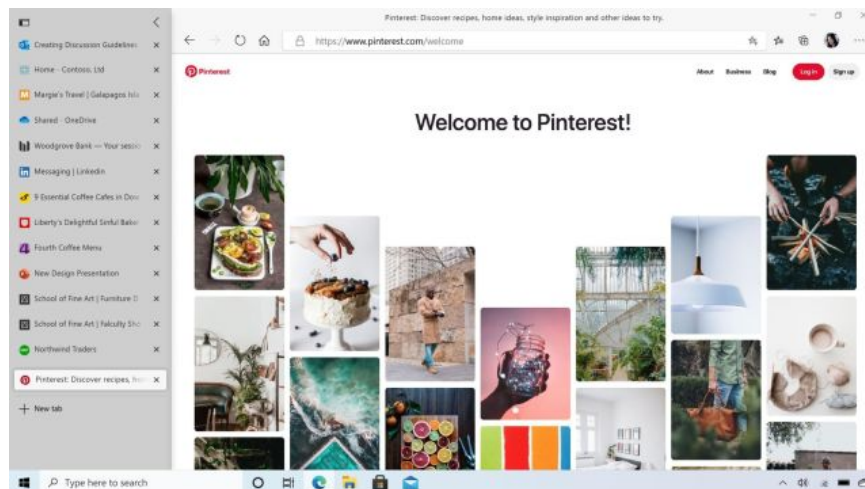 Pinterest: Discover recipes, home ideas, style inspiration and other ideas to try.
https://www.pinterest.com/welcome
Creating Discussion Guidelines
Home - Contoso, Ltd
Margie's Travel | Galapagos Isla
Shared - OneDrive
Woodgrove Bank — Your sessio
Messaging | LinkedIn
9 Essential Coffee Cafes in Dow
Liberty's Delightful Sinful Baker
Fourth Coffee Menu
New Design Presentation
School of Fine Art | Furniture D
School of Fine Art | Falculty Sho
Northwind Traders
Pinterest: Discover recipes, hom
New tab
Pinterest
About Business Blog Log in Sign up
Welcome to Pinterest!
Type here to search